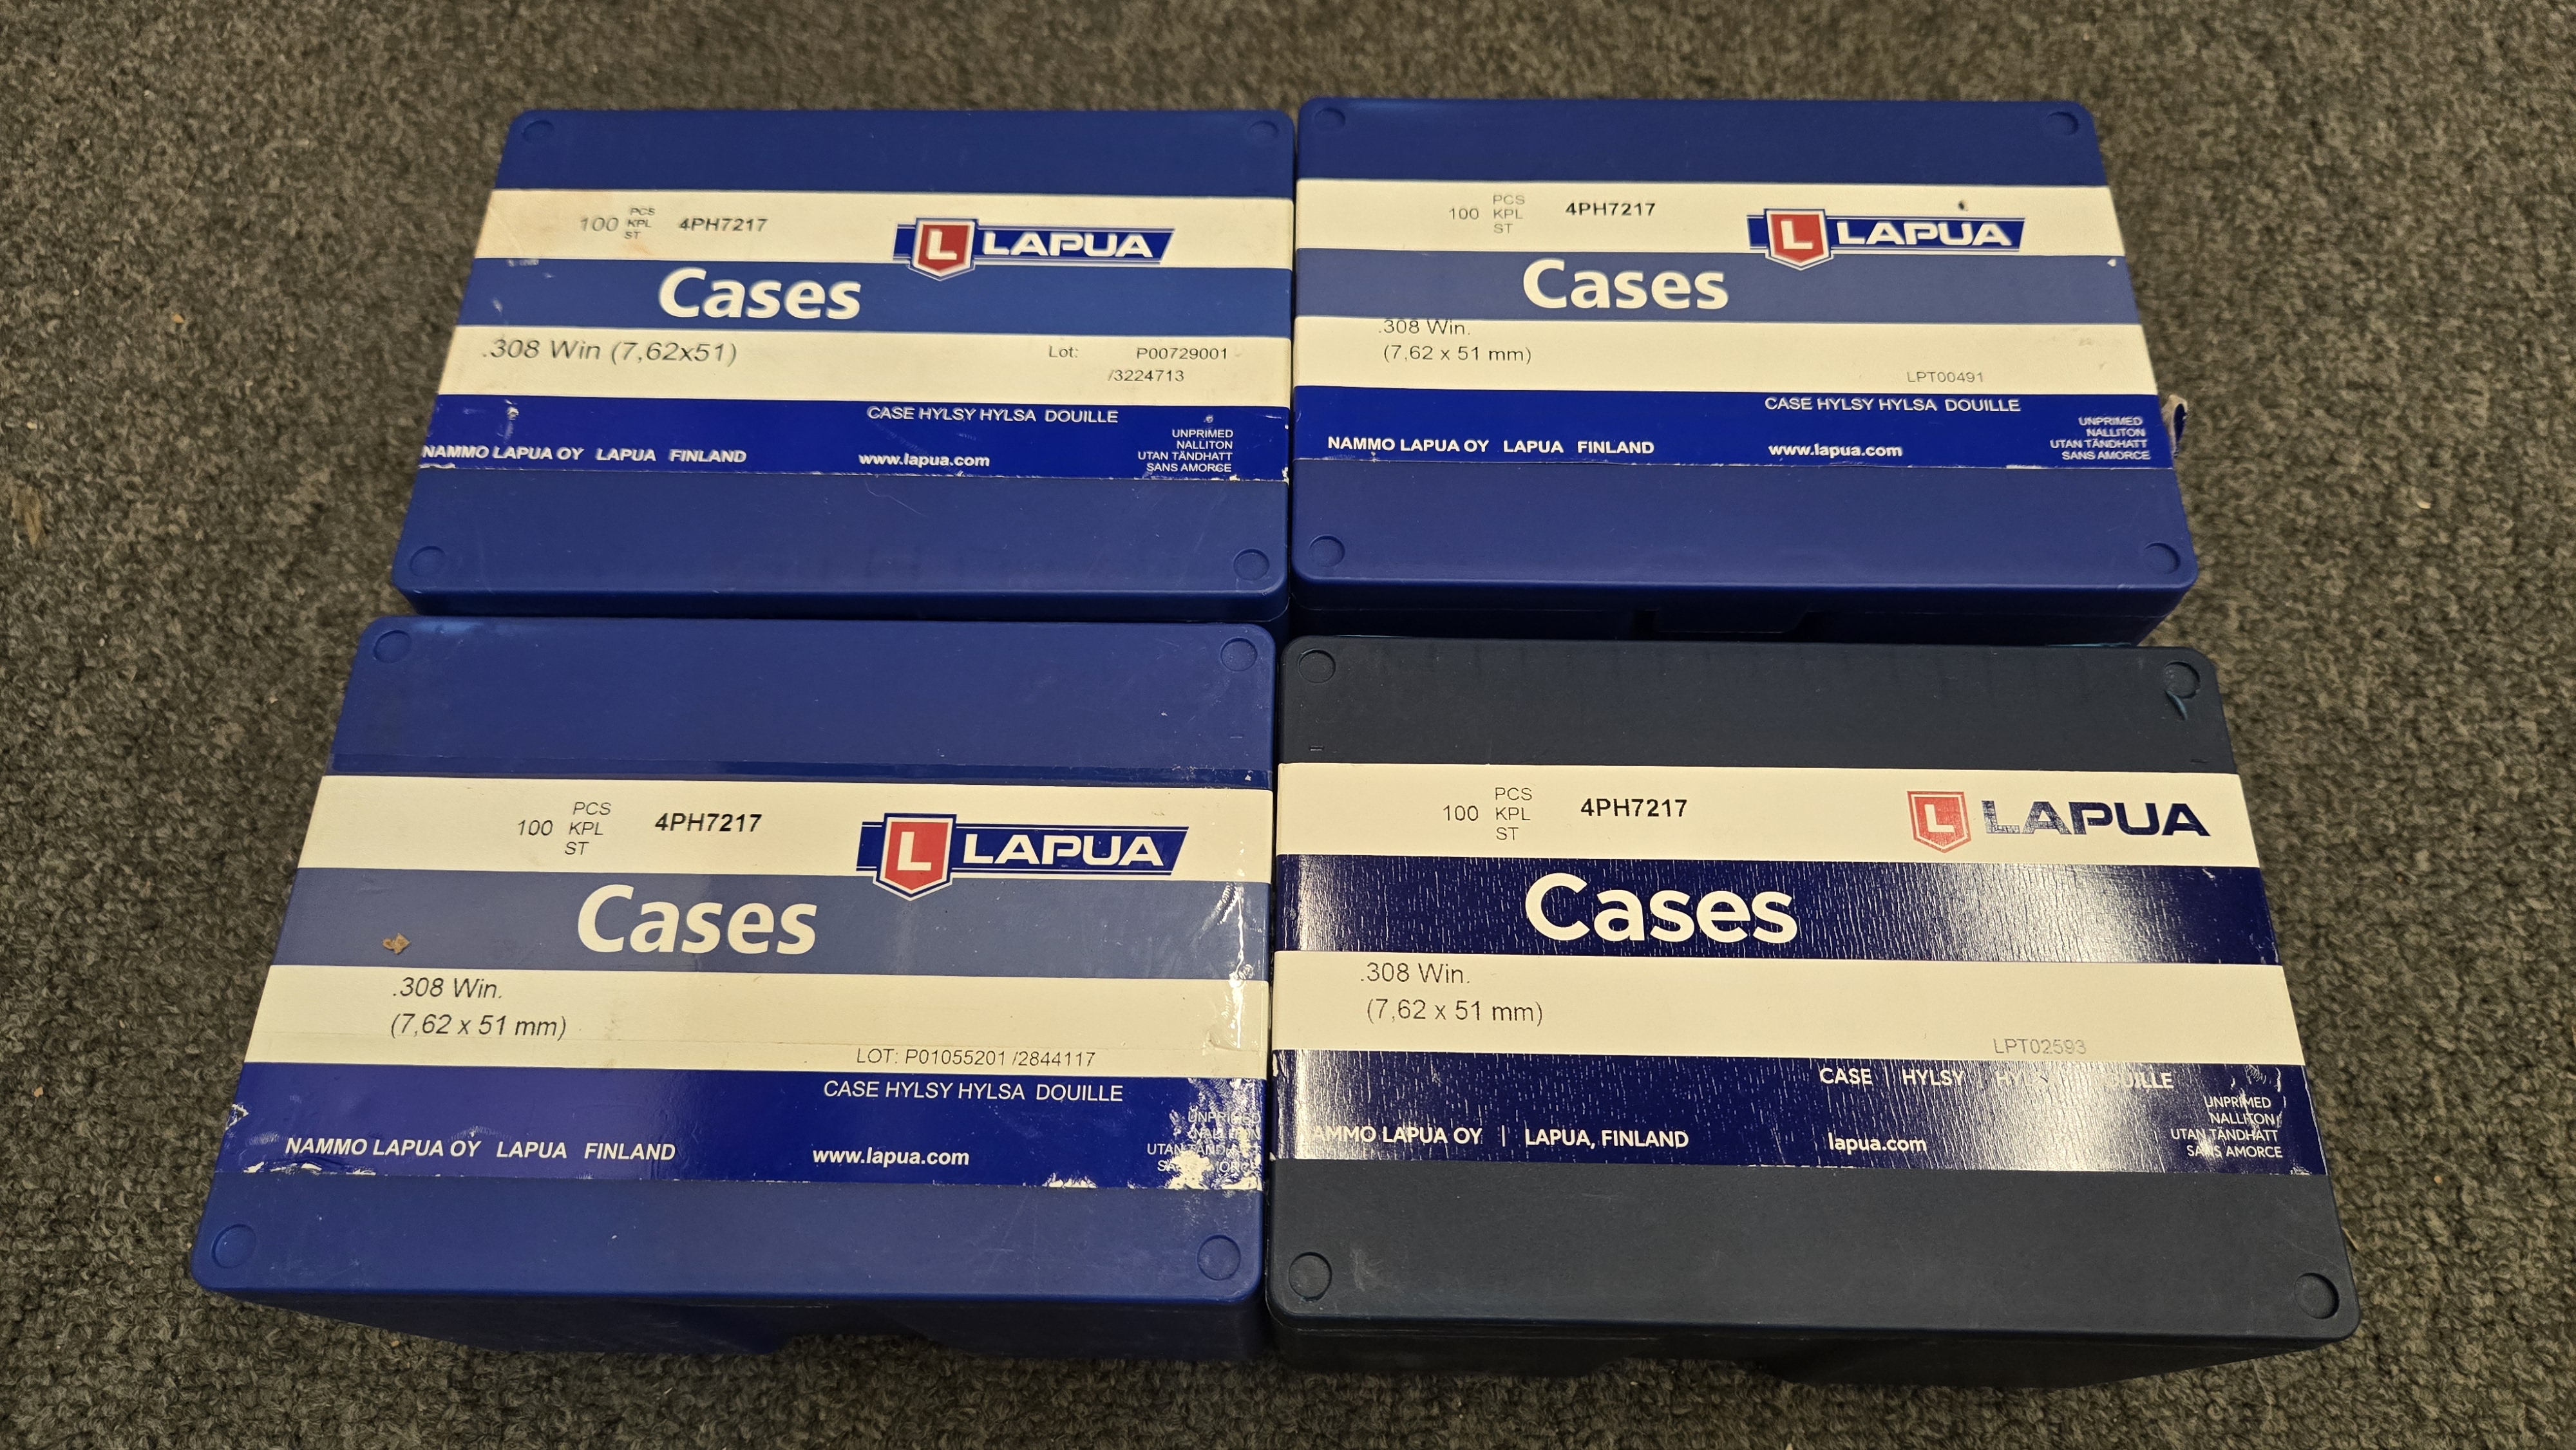 100 PCS KPL ST 4PH7217
L LAPUA
Cases
.308 Win (7,62x51)
Lot: P00729001
/3224713
CASE HYLSY HYLSA DOUILLE
UNPRIMED
NALLITON
UTAN TÄNDHATT
SANS AMORCE
NAMMO LAPUA OY LAPUA FINLAND
www.lapua.com
100 PCS KPL ST 4PH7217
L LAPUA
Cases
.308 Win.
(7,62 x 51 mm)
LPT00491
CASE HYLSY HYLSA DOUILLE
UNPRIMED
NALLITON
UTAN TÄNDHATT
SANS AMORCE
NAMMO LAPUA OY LAPUA FINLAND
www.lapua.com
100 PCS KPL ST 4PH7217
L LAPUA
Cases
.308 Win.
(7,62 x 51 mm)
LOT: P01055201 /2844117
CASE HYLSY HYLSA DOUILLE
UNPRIMED
UTAN
NAMMO LAPUA OY LAPUA FINLAND
www.lapua.com
100 PCS KPL ST 4PH7217
L LAPUA
Cases
.308 Win.
(7,62 x 51 mm)
LPT02593
CASE | HYLSY
UNPRIMED
NALLITON
UTAN TÄNDHATT
SANS AMORCE
AMMO LAPUA OY | LAPUA, FINLAND
lapua.com